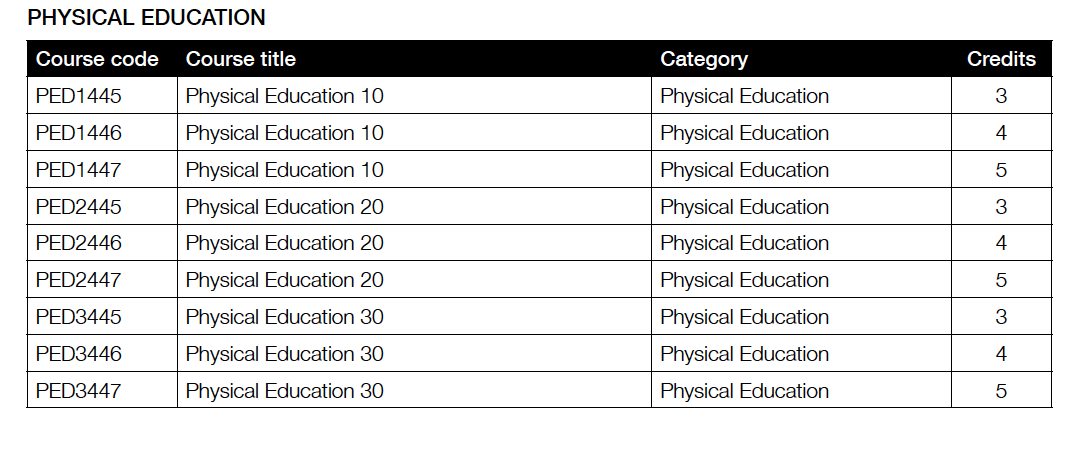 PHYSICAL EDUCATION
Course code Course title Category Credits
PED1445 Physical Education 10 Physical Education 3
PED1446 Physical Education 10 Physical Education 4
PED1447 Physical Education 10 Physical Education 5
PED2445 Physical Education 20 Physical Education 3
PED2446 Physical Education 20 Physical Education 4
PED2447 Physical Education 20 Physical Education 5
PED3445 Physical Education 30 Physical Education 3
PED3446 Physical Education 30 Physical Education 4
PED3447 Physical Education 30 Physical Education 5